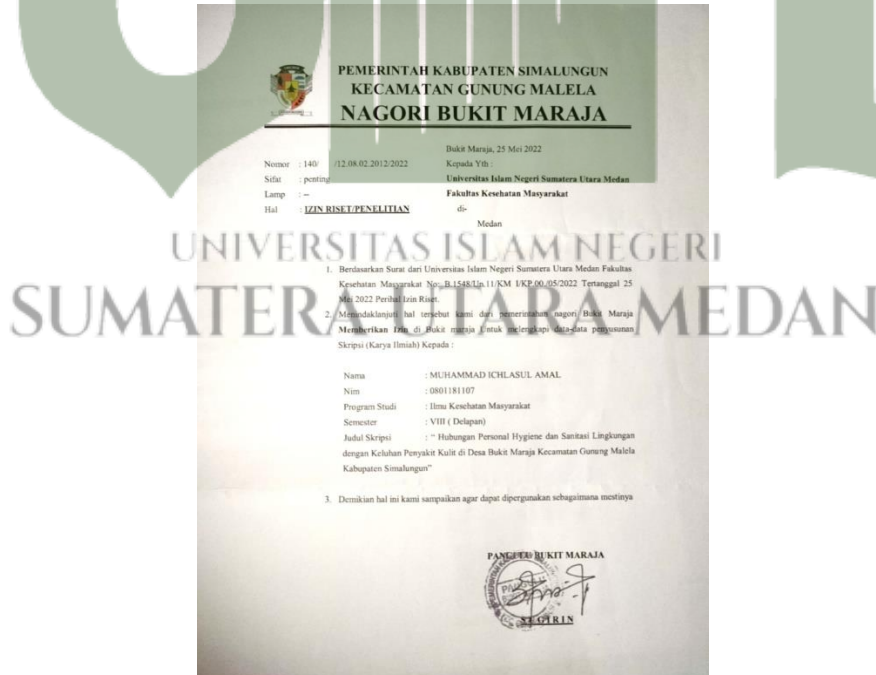 PEMERINTAH KABUPATEN SIMALUNGUN
KECAMATAN GUNUNG MALELA
NAGORI BUKIT MARAJA
Bukit Maraja, 25 Mei 2022
Nomor : 140/ /12.08.02.2012/2022
Kepada Yth :
Sifat : penting
Universitas Islam Negeri Sumatera Utara Medan
Lamp : –
Fakultas Kesehatan Masyarakat
Hal : IZIN RISET/PENELITIAN
di-
Medan
UNIVERSITAS ISLAM NEGERI
SUMATERA UTARA MEDAN
1. Berdasarkan Surat dari Universitas Islam Negeri Sumatera Utara Medan Fakultas
Kesehatan Masyarakat No: B.1548/Un.11/KM I/KP.00./05/2022 Tertanggal 25
Mei 2022 Perihal Izin Riset.
2. Menindaklanjuti hal tersebut kami dari pemerintahan nagori Bukit Maraja
Memberikan Izin di Bukit maraja Untuk melengkapi data-data penyusunan
Skripsi (Karya Ilmiah) Kepada :
Nama : MUHAMMAD ICHLASUL AMAL
Nim : 0801181107
Program Studi : Ilmu Kesehatan Masyarakat
Semester : VIII ( Delapan)
Judul Skripsi : " Hubungan Personal Hygiene dan Sanitasi Lingkungan
dengan Keluhan Penyakit Kulit di Desa Bukit Maraja Kecamatan Gunung Malela
Kabupaten Simalungun"
3. Demikian hal ini kami sampaikan agar dapat dipergunakan sebagaimana mestinya
PANGULU BUKIT MARAJA
SUGIRIN